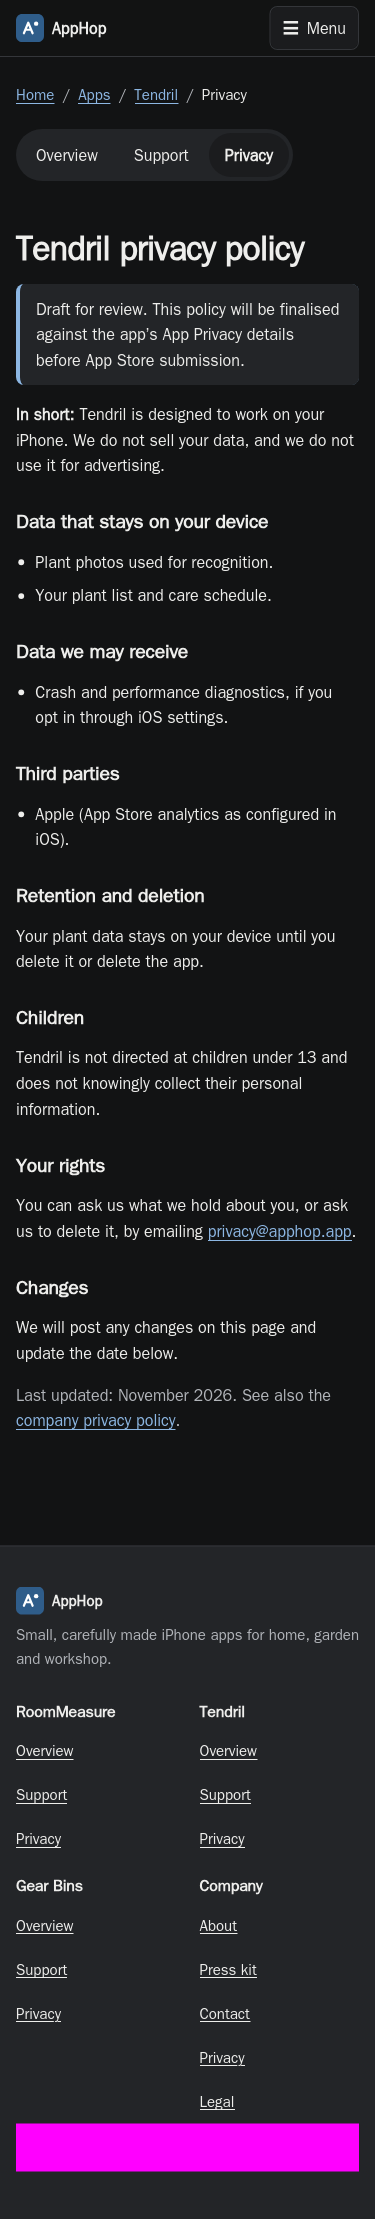 AppHop
☰ Menu
Home / Apps / Tendril / Privacy
Overview Support Privacy
Tendril privacy policy
Draft for review. This policy will be finalised
against the app's App Privacy details
before App Store submission.
In short: Tendril is designed to work on your
iPhone. We do not sell your data, and we do not
use it for advertising.
Data that stays on your device
• Plant photos used for recognition.
• Your plant list and care schedule.
Data we may receive
• Crash and performance diagnostics, if you
opt in through iOS settings.
Third parties
• Apple (App Store analytics as configured in
iOS).
Retention and deletion
Your plant data stays on your device until you
delete it or delete the app.
Children
Tendril is not directed at children under 13 and
does not knowingly collect their personal
information.
Your rights
You can ask us what we hold about you, or ask
us to delete it, by emailing privacy@apphop.app.
Changes
We will post any changes on this page and
update the date below.
Last updated: November 2026. See also the
company privacy policy.
AppHop
Small, carefully made iPhone apps for home, garden
and workshop.
RoomMeasure
Overview
Support
Privacy
Tendril
Overview
Support
Privacy
Gear Bins
Overview
Support
Privacy
Company
About
Press kit
Contact
Privacy
Legal